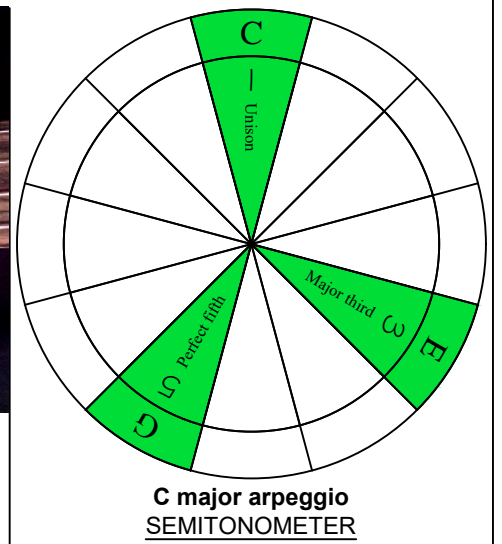 C
1 Unison
Major third 3
E
Perfect fifth 5
G
C major arpeggio
SEMITONOMETER